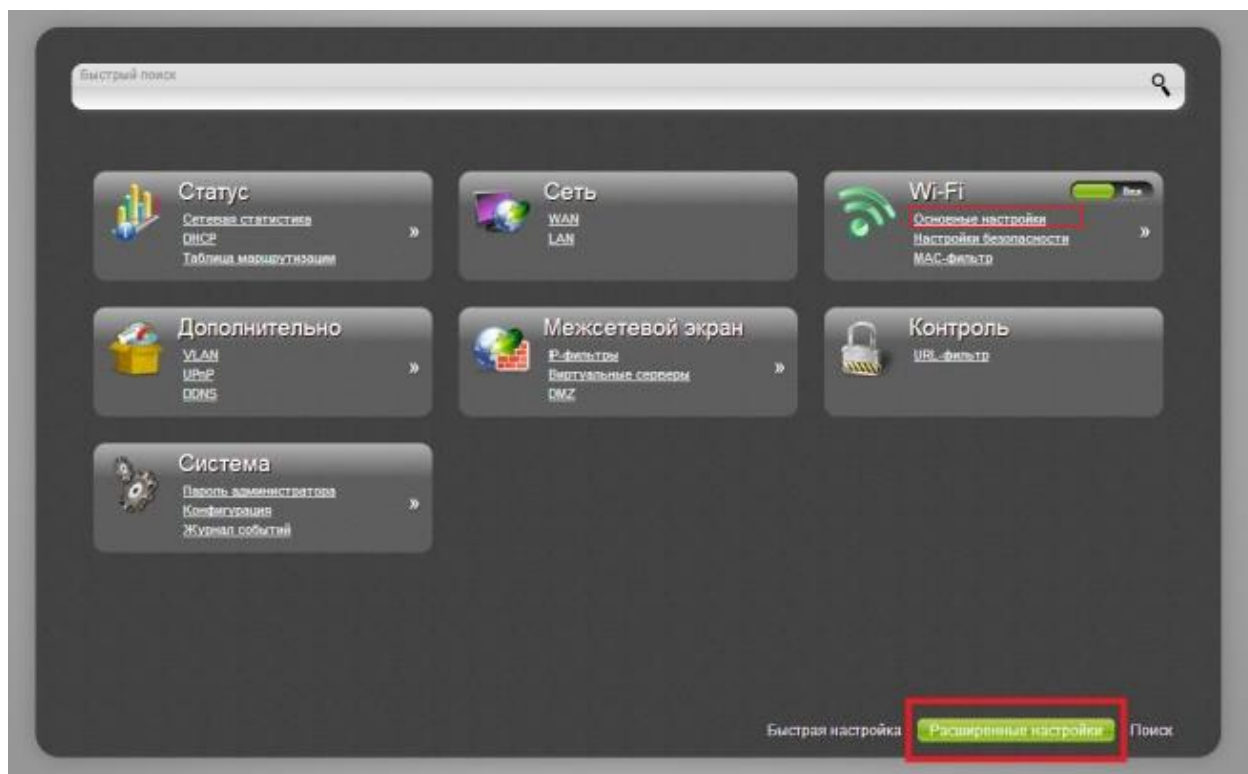 Быстрый поиск
Статус
Сетевая статистика
DHCP
Таблица маршрутизации
Сеть
WAN
LAN
Wi-Fi
Вкл
Основные настройки
Настройки безопасности
MAC-фильтр
Дополнительно
VLAN
UPnP
DDNS
Межсетевой экран
IP-фильтры
Виртуальные серверы
DMZ
Контроль
URL-фильтр
Система
Пароль администратора
Конфигурация
Журнал событий
Быстрая настройка Расширенные настройки Поиск